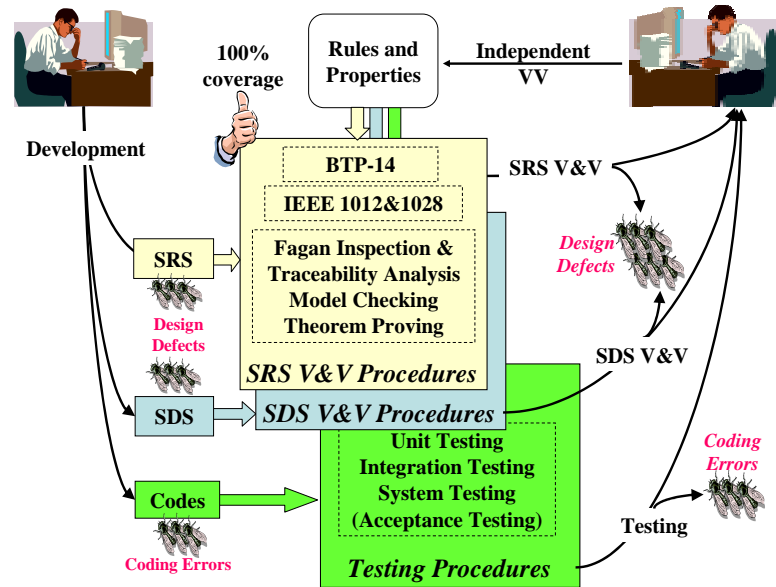 100%
coverage
Rules and
Properties
Independent
VV
Development
BTP-14
IEEE 1012&1028
Fagan Inspection &
Traceability Analysis
Model Checking
Theorem Proving
SRS V&V Procedures
SRS V&V
SRS
Design
Defects
Design
Defects
SDS V&V
SDS
SDS V&V Procedures
Unit Testing
Integration Testing
System Testing
(Acceptance Testing)
Testing Procedures
Codes
Coding Errors
Coding
Errors
Testing